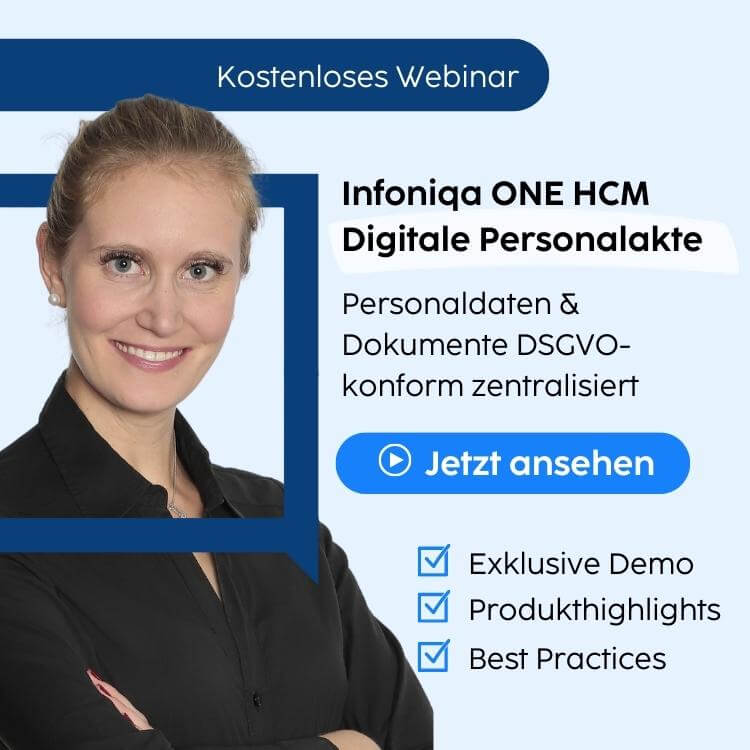 Kostenloses Webinar
Infoniqa ONE HCM
Digitale Personalakte
Personaldaten &
Dokumente DSGVO-
konform zentralisiert
Jetzt ansehen
Exklusive Demo
Produkthighlights
Best Practices